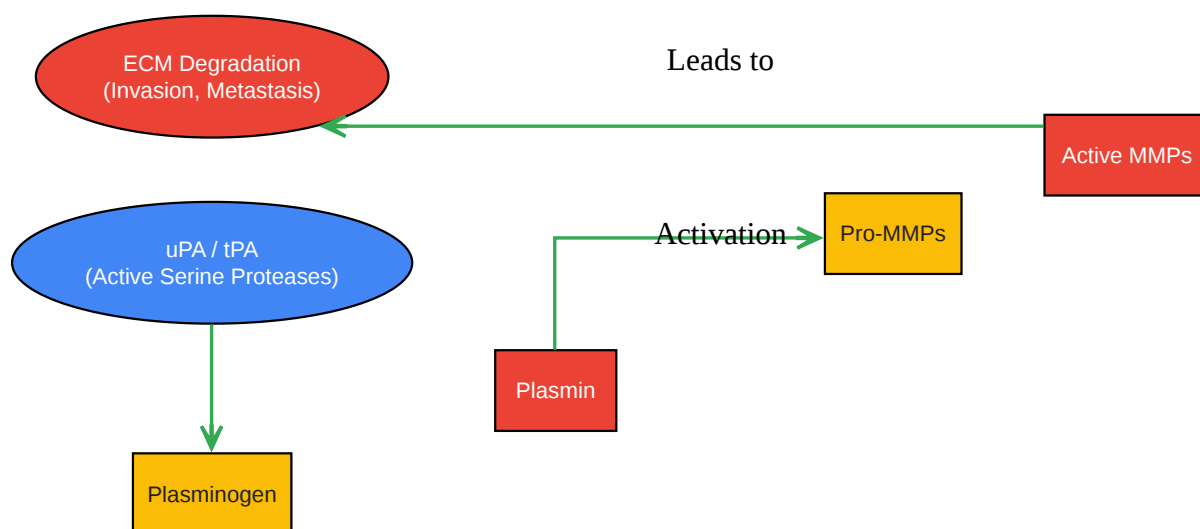 ECM Degradation
(Invasion, Metastasis)
Leads to
Active MMPs
uPA / tPA
(Active Serine Proteases)
Activation
Pro-MMPs
Plasmin
Plasminogen